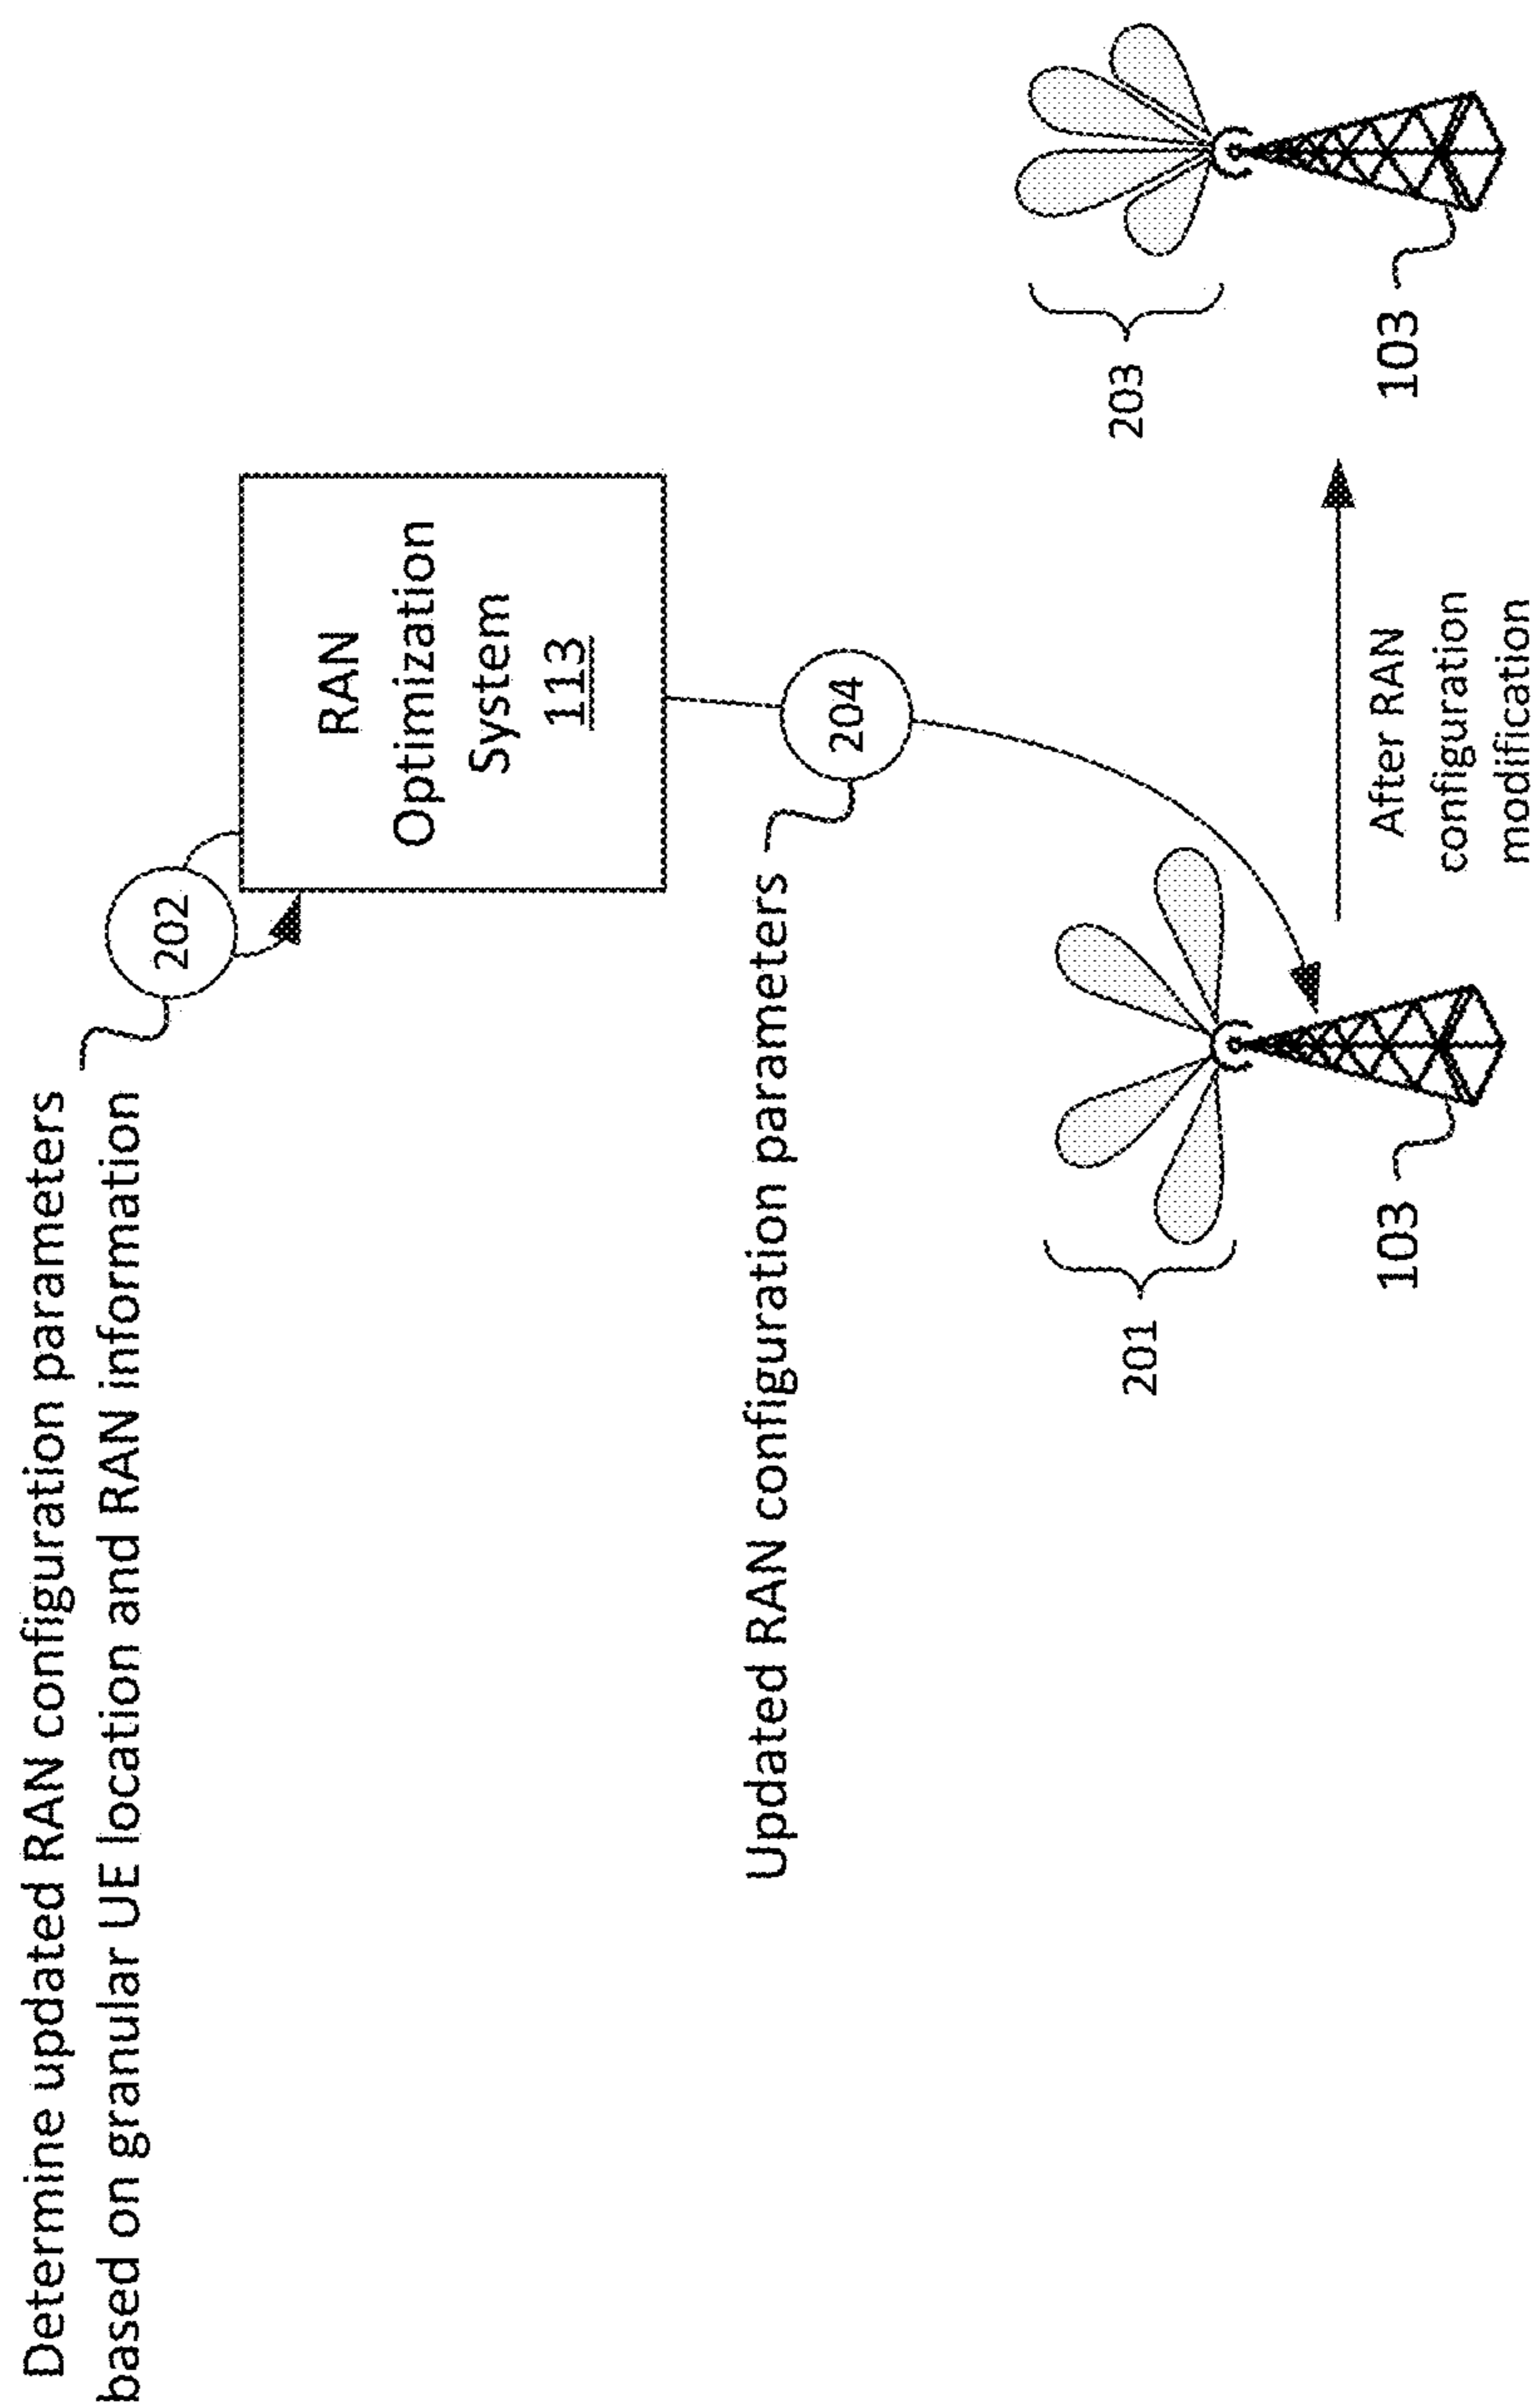 Determine updated RAN configuration parameters
based on granular UE location and RAN information
202
RAN
Optimization
System
113
Updated RAN configuration parameters
204
201
103
After RAN
configuration
modification
203
103